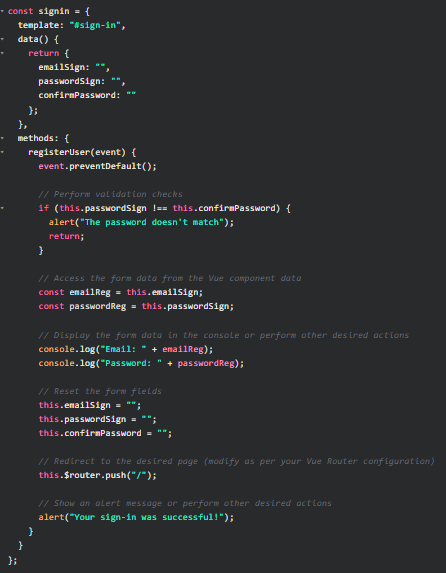 const signin = {
  template: "#sign-in",
  data() {
    return {
      emailSign: "",
      passwordSign: "",
      confirmPassword: ""
    };
  },
  methods: {
    registerUser(event) {
      event.preventDefault();

      // Perform validation checks
      if (this.passwordSign !== this.confirmPassword) {
        alert("The password doesn't match");
        return;
      }

      // Access the form data from the Vue component data
      const emailReg = this.emailSign;
      const passwordReg = this.passwordSign;

      // Display the form data in the console or perform other desired actions
      console.log("Email: " + emailReg);
      console.log("Password: " + passwordReg);

      // Reset the form fields
      this.emailSign = "";
      this.passwordSign = "";
      this.confirmPassword = "";

      // Redirect to the desired page (modify as per your Vue Router configuration)
      this.$router.push("/");

      // Show an alert message or perform other desired actions
      alert("Your sign-in was successful!");
    }
  }
};